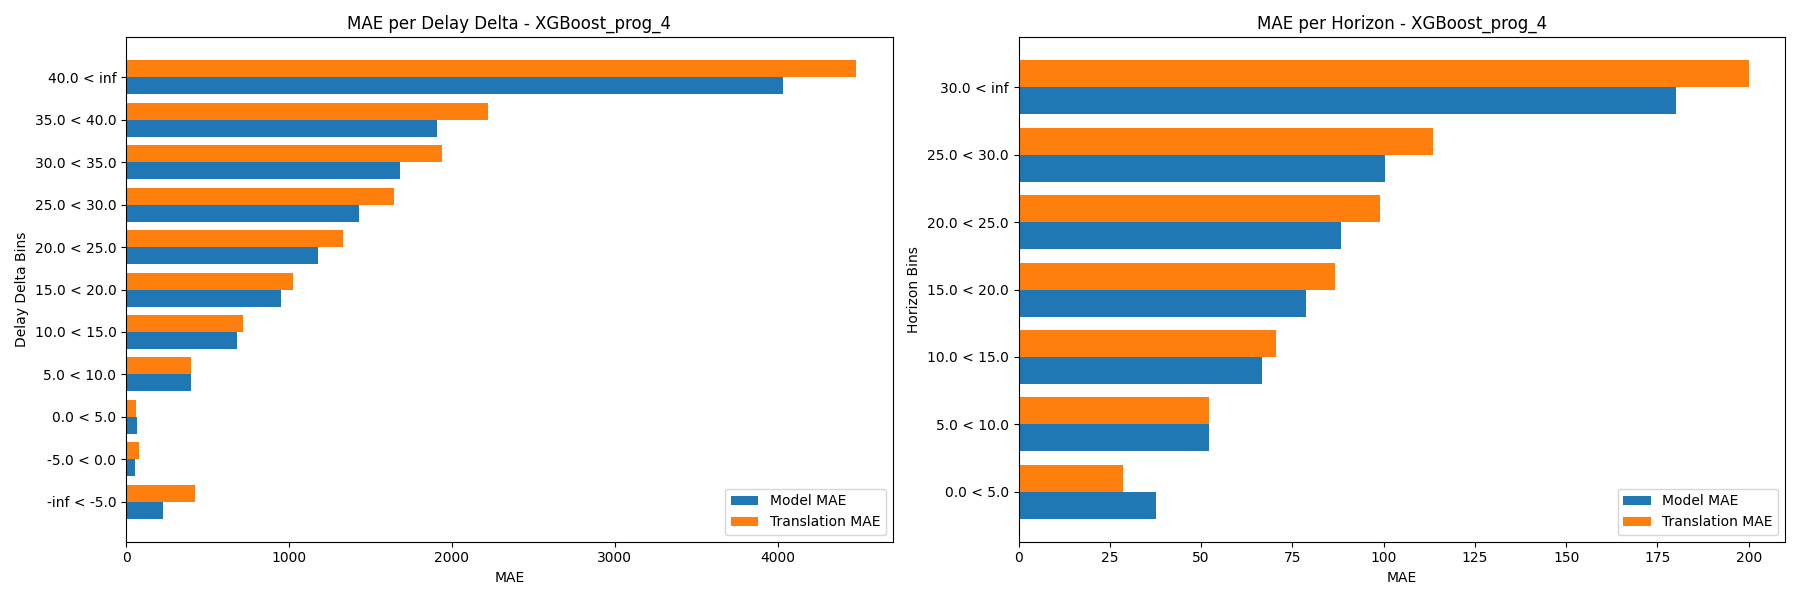 MAE per Delay Delta - XGBoost_prog_4
Delay Delta Bins
40.0 < inf
35.0 < 40.0
30.0 < 35.0
25.0 < 30.0
20.0 < 25.0
15.0 < 20.0
10.0 < 15.0
5.0 < 10.0
0.0 < 5.0
-5.0 < 0.0
-inf < -5.0
Model MAE
Translation MAE
0 1000 2000 3000 4000
MAE
MAE per Horizon - XGBoost_prog_4
Horizon Bins
30.0 < inf
25.0 < 30.0
20.0 < 25.0
15.0 < 20.0
10.0 < 15.0
5.0 < 10.0
0.0 < 5.0
Model MAE
Translation MAE
0 25 50 75 100 125 150 175 200
MAE